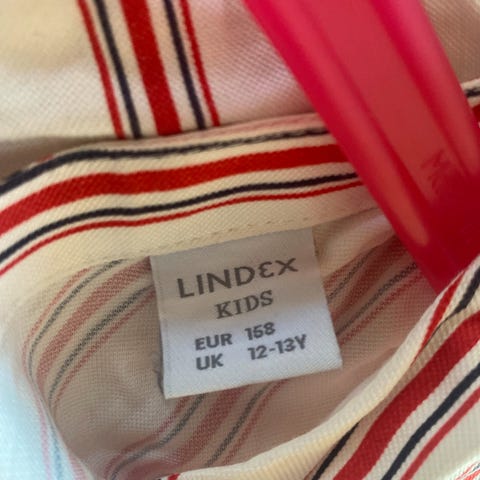 LINDEX
KIDS
EUR 158
UK 12-13Y